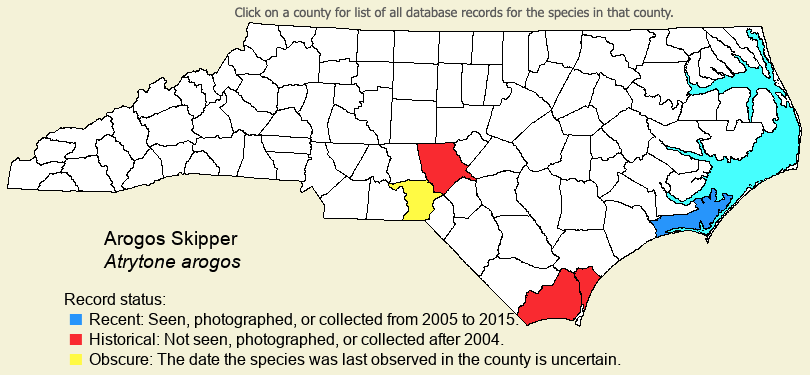 Click on a county for list of all database records for the species in that county.
Arogos Skipper
Atrytone arogos
Record status:
Recent: Seen, photographed, or collected from 2005 to 2015.
Historical: Not seen, photographed, or collected after 2004.
Obscure: The date the species was last observed in the county is uncertain.